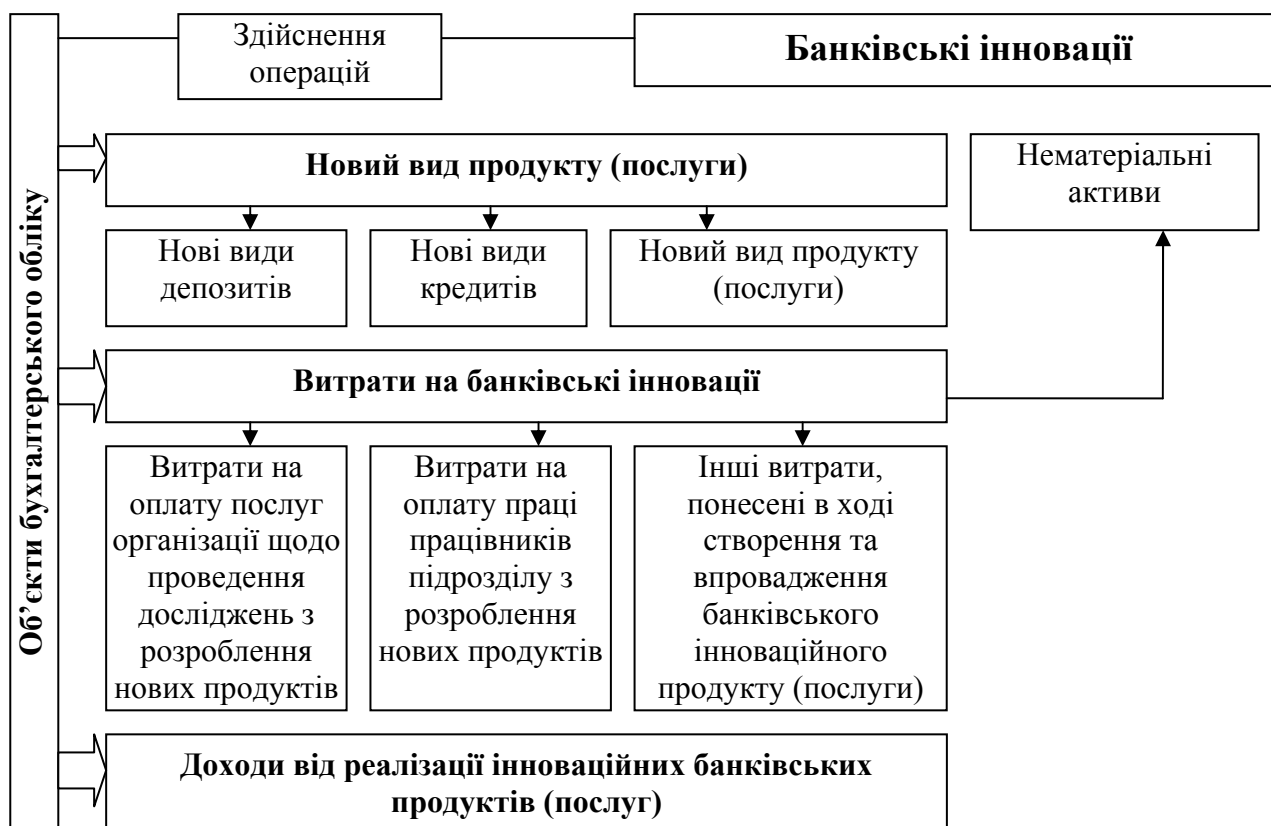 Об’єкти бухгалтерського обліку
Здійснення
операцій
Банківські інновації
Новий вид продукту (послуги)
Нематеріальні
активи
Нові види
депозитів
Нові види
кредитів
Новий вид продукту
(послуги)
Витрати на банківські інновації
Витрати на
оплату послуг
організації щодо
проведення
досліджень з
розроблення
нових продуктів
Витрати на
оплату праці
працівників
підрозділу з
розроблення
нових продуктів
Інші витрати,
понесені в ході
створення та
впровадження
банківського
інноваційного
продукту (послуги)
Доходи від реалізації інноваційних банківських
продуктів (послуг)